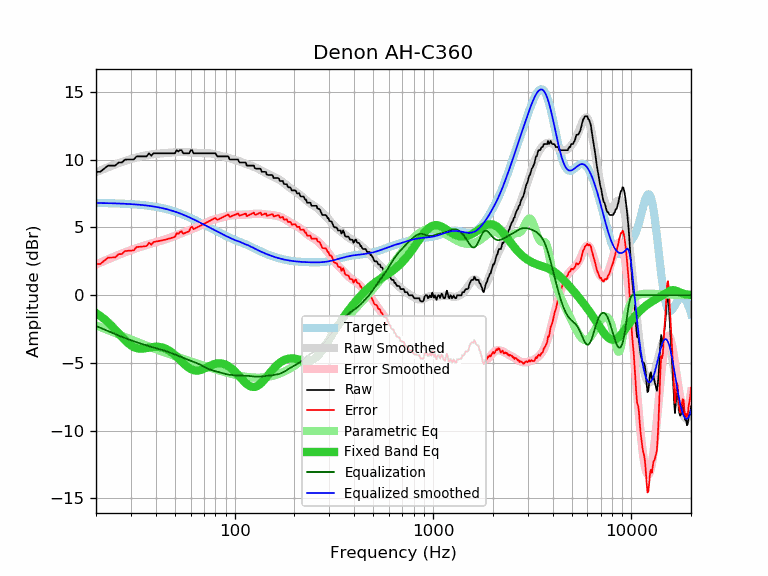 Denon AH-C360
15
10
5
0
−5
−10
−15
Amplitude (dBr)
Target
Raw Smoothed
Error Smoothed
Raw
Error
Parametric Eq
Fixed Band Eq
Equalization
Equalized smoothed
100 1000 10000
Frequency (Hz)